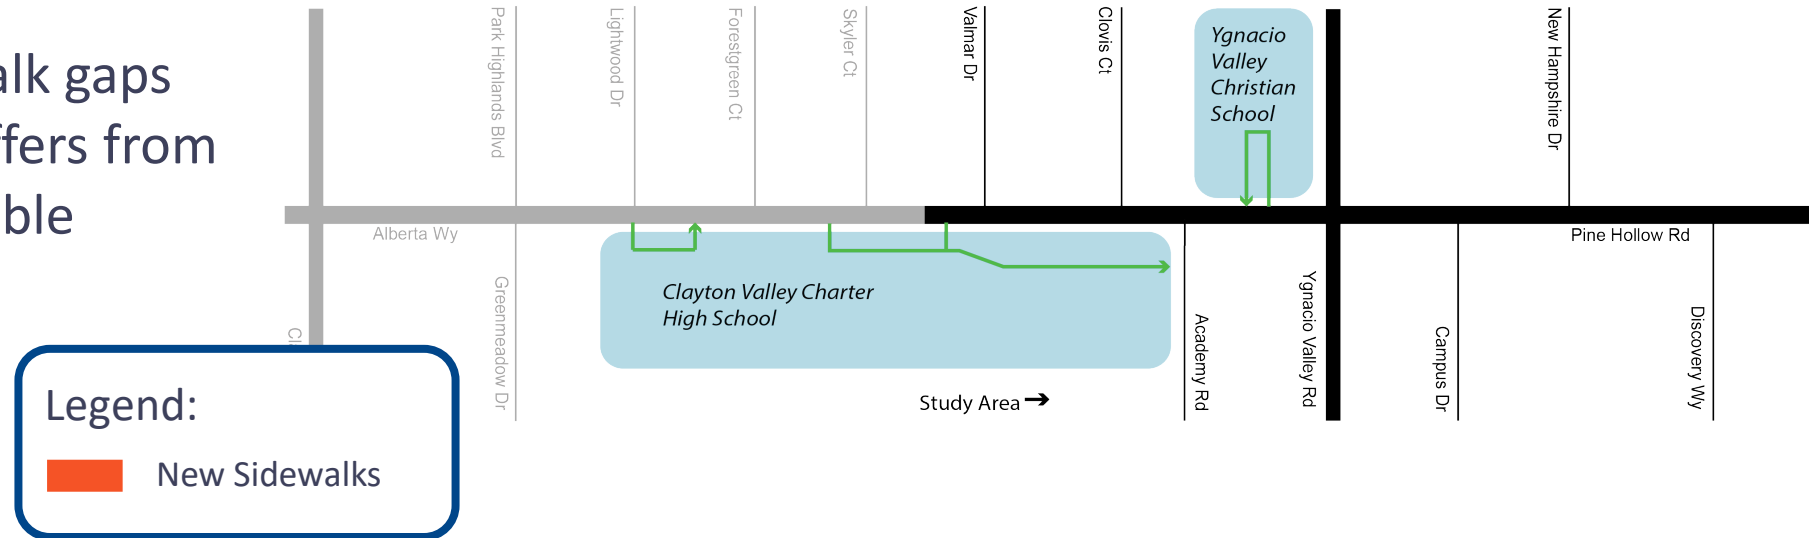 alk gaps
ffers from
ble
Park Highlands Blvd
Lightwood Dr
Forestgreen Ct
Skyler Ct
Valmar Dr
Clovis Ct
Ygnacio
Valley
Christian
School
New Hampshire Dr
Alberta Wy
Pine Hollow Rd
Greenmeadow Dr
Clayton Valley Charter
High School
Study Area
Academy Rd
Ygnacio Valley Rd
Campus Dr
Discovery Wy
Legend:
New Sidewalks